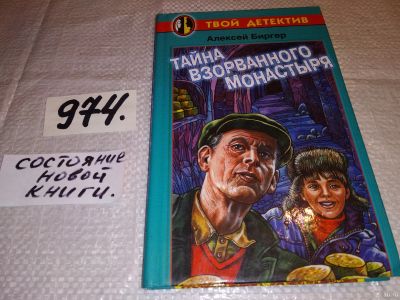 974.
СОСТОЯНИЕ
НОВОЙ
КНИГИ.
ТВОЙ ДЕТЕКТИВ
Алексей Биргер
ТАЙНА
ВЗОРВАННОГО
МОНАСТЫРЯ